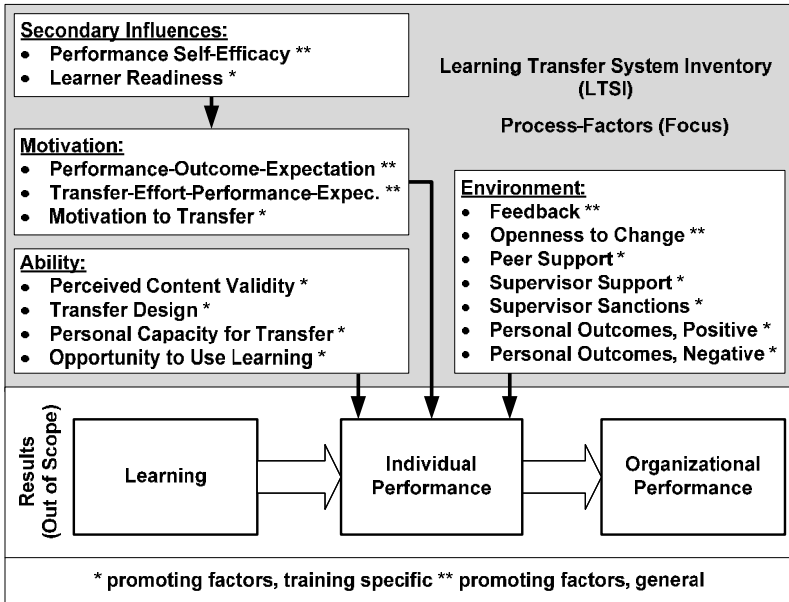 Secondary Influences:
• Performance Self-Efficacy **
• Learner Readiness *
Learning Transfer System Inventory
(LTSI)
Process-Factors (Focus)
Motivation:
• Performance-Outcome-Expectation **
• Transfer-Effort-Performance-Expec. **
• Motivation to Transfer *
Ability:
• Perceived Content Validity *
• Transfer Design *
• Personal Capacity for Transfer *
• Opportunity to Use Learning *
Environment:
• Feedback **
• Openness to Change **
• Peer Support *
• Supervisor Support *
• Supervisor Sanctions *
• Personal Outcomes, Positive *
• Personal Outcomes, Negative *
Results
(Out of Scope)
Learning
Individual
Performance
Organizational
Performance
* promoting factors, training specific ** promoting factors, general